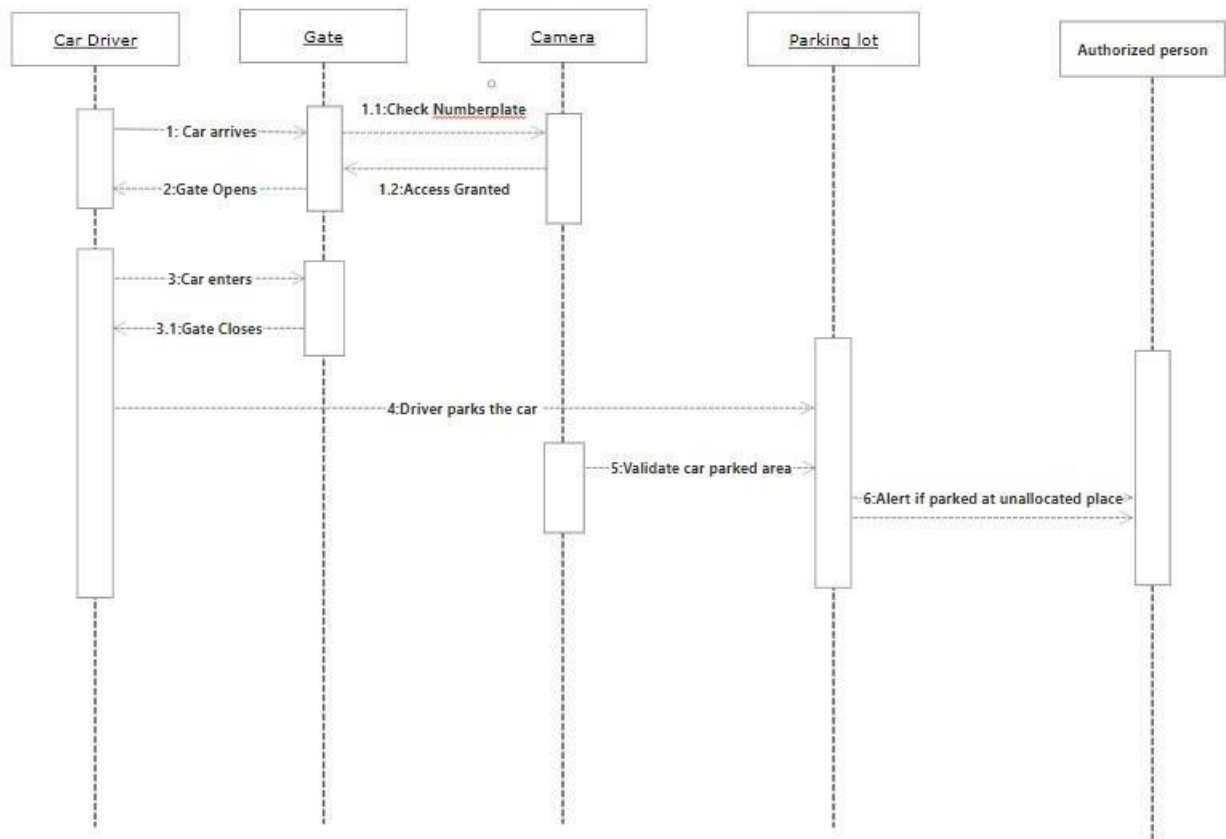 Car Driver
Gate
Camera
Parking lot
Authorized person
1.1:Check Numberplate
1: Car arrives
2:Gate Opens
1.2:Access Granted
3:Car enters
3.1:Gate Closes
4:Driver parks the car
5:Validate car parked area
6:Alert if parked at unallocated place